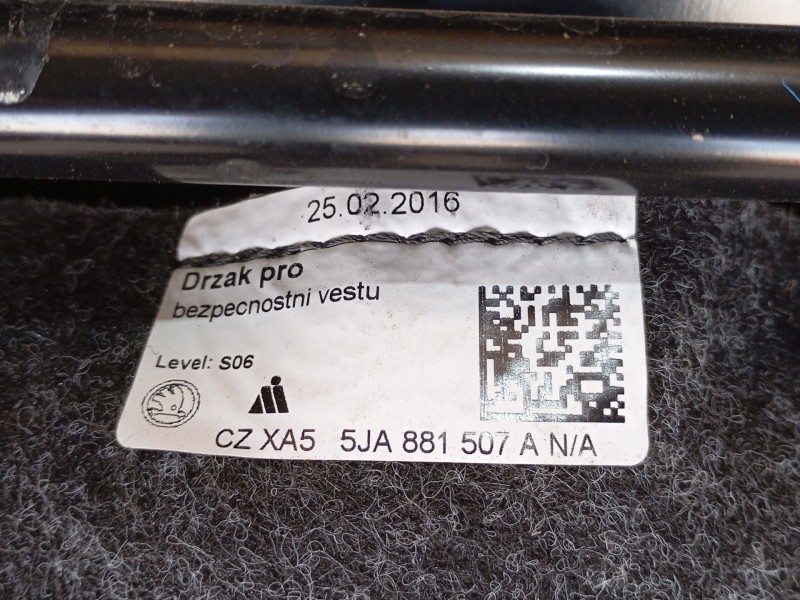 25.02.2016
Drzak pro
bezpecnostni vestu
Level: S06
CZ XA5 5JA 881 507 A N/A